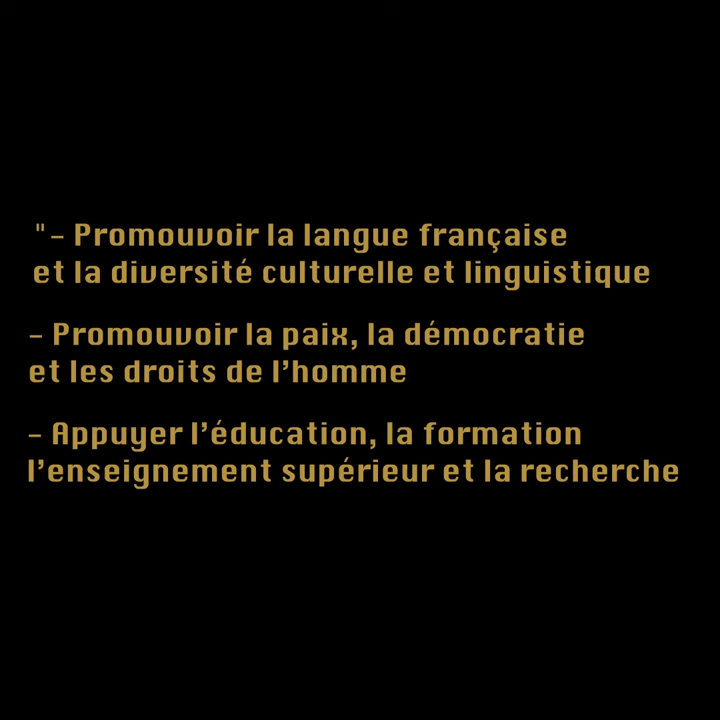 "- Promouvoir la langue française
et la diversité culturelle et linguistique
- Promouvoir la paix, la démocratie
et les droits de l’homme
- Appuyer l’éducation, la formation
l’enseignement supérieur et la recherche